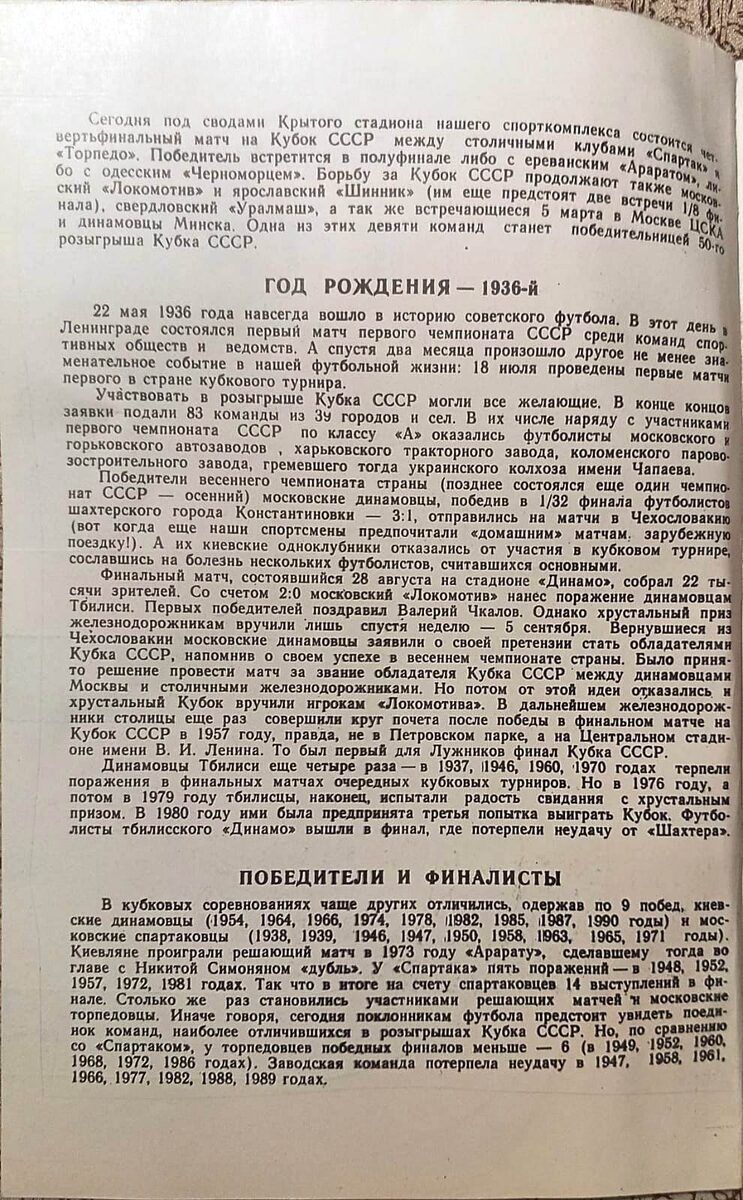 Сегодня под сводами Крытого стадиона нашего спорткомплекса состоится чет-
вертьфинальный матч на Кубок СССР между столичными клубами «Спартак» и
«Торпедо». Победитель встретится в полуфинале либо с ереванским «Араратом», ли-
бо с одесским «Черноморцем». Борьбу за Кубок СССР продолжают также москов-
ский «Локомотив» и ярославский «Шинник» (им еще предстоят две встречи 1/8 фи-
нала), свердловский «Уралмаш», а так же встречающиеся 5 марта в Москве ЦСКА
и динамовцы Минска. Одна из этих девяти команд станет победительницей 50-го
розыгрыша Кубка СССР.
ГОД РОЖДЕНИЯ — 1936-й
22 мая 1936 года навсегда вошло в историю советского футбола. В этот день в
Ленинграде состоялся первый матч первого чемпионата СССР среди команд спор-
тивных обществ и ведомств. А спустя два месяца произошло другое не менее зна-
менательное событие в нашей футбольной жизни: 18 июля проведены первые матчи
первого в стране кубкового турнира.
Участвовать в розыгрыше Кубка СССР могли все желающие. В конце концов
заявки подали 83 команды из 39 городов и сел. В их числе наряду с участниками
первого чемпионата СССР по классу «А» оказались футболисты московского и
горьковского автозаводов , харьковского тракторного завода, коломенского парово-
зостроительного завода, гремевшего тогда украинского колхоза имени Чапаева.
Победители весеннего чемпионата страны (позднее состоялся еще один чемпио-
нат СССР — осенний) московские динамовцы, победив в 1/32 финала футболистов
шахтерского города Константиновки — 3:1, отправились на матчи в Чехословакию
(вот когда еще наши спортсмены предпочитали «домашним» матчам. зарубежную
поездку!). А их киевские одноклубники отказались от участия в кубковом турнире,
сославшись на болезнь нескольких футболистов, считавшихся основными.
Финальный матч, состоявшийся 28 августа на стадионе «Динамо», собрал 22 ты-
сячи зрителей. Со счетом 2:0 московский «Локомотив» нанес поражение динамовцам
Тбилиси. Первых победителей поздравил Валерий Чкалов. Однако хрустальный приз
железнодорожникам вручили лишь спустя неделю — 5 сентября. Вернувшиеся из
Чехословакии московские динамовцы заявили о своей претензии стать обладателями
Кубка СССР, напомнив о своем успехе в весеннем чемпионате страны. Было приня-
то решение провести матч за звание обладателя Кубка СССР между динамовцами
Москвы и столичными железнодорожниками. Но потом от этой идеи отказались и
хрустальный Кубок вручили игрокам «Локомотива». В дальнейшем железнодорож-
ники столицы еще раз совершили круг почета после победы в финальном матче на
Кубок СССР в 1957 году, правда, не в Петровском парке, а на Центральном стади-
оне имени В. И. Ленина. То был первый для Лужников финал Кубка СССР.
Динамовцы Тбилиси еще четыре раза — в 1937, 1946, 1960, 1970 годах терпели
поражения в финальных матчах очередных кубковых турниров. Но в 1976 году, а
потом в 1979 году тбилисцы, наконец, испытали радость свидания с хрустальным
призом. В 1980 году ими была предпринята третья попытка выиграть Кубок. Футбо-
листы тбилисского «Динамо» вышли в финал, где потерпели неудачу от «Шахтера».
ПОБЕДИТЕЛИ И ФИНАЛИСТЫ
В кубковых соревнованиях чаще других отличились, одержав по 9 побед, киев-
ские динамовцы (1954, 1964, 1966, 1974, 1978, 1982, 1985, 1987, 1990 годы) и мос-
ковские спартаковцы (1938, 1939, 1946, 1947, 1950, 1958, 1963, 1965, 1971 годы).
Киевляне проиграли решающий матч в 1973 году «Арарату», сделавшему тогда во
главе с Никитой Симоняном «дубль». У «Спартака» пять поражений — в 1948, 1952,
1957, 1972, 1981 годах. Так что в итоге на счету спартаковцев 14 выступлений в фи-
нале. Столько же раз становились участниками решающих матчей и московские
торпедовцы. Иначе говоря, сегодня поклонникам футбола предстоит увидеть поеди-
нок команд, наиболее отличившихся в розыгрышах Кубка СССР. Но, по сравнению
со «Спартаком», у торпедовцев победных финалов меньше — 6 (в 1949, 1952, 1960,
1968, 1972, 1986 годах). Заводская команда потерпела неудачу в 1947, 1958, 1961,
1966, 1977, 1982, 1988, 1989 годах.